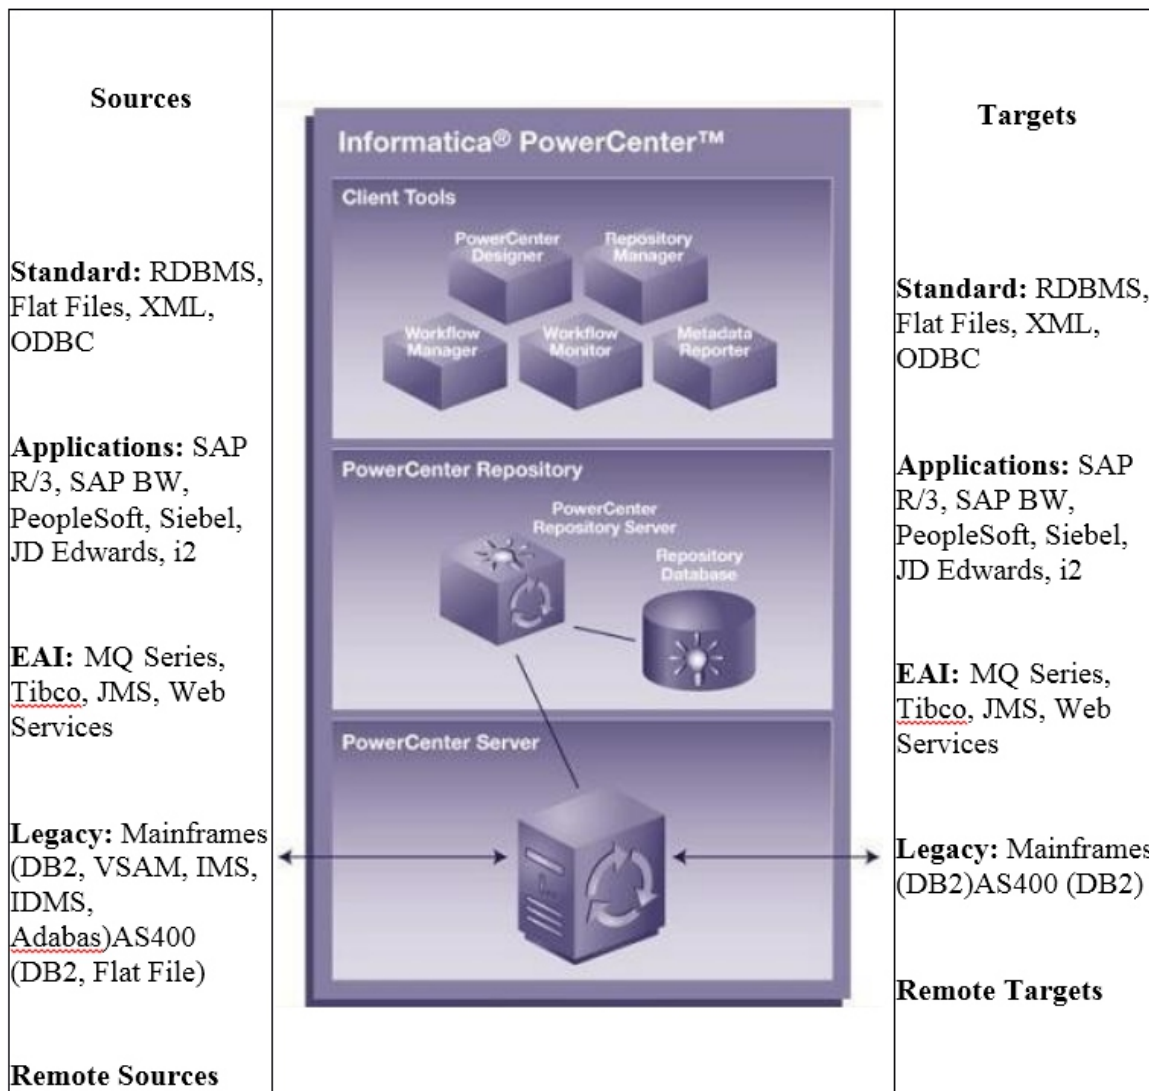 Sources
Standard: RDBMS,
Flat Files, XML,
ODBC
Applications: SAP
R/3, SAP BW,
PeopleSoft, Siebel,
JD Edwards, i2
EAI: MQ Series,
Tibco, JMS, Web
Services
Legacy: Mainframes
(DB2, VSAM, IMS,
IDMS,
Adabas)AS400
(DB2, Flat File)
Remote Sources
Informatica® PowerCenter™
Client Tools
PowerCenter
Designer
Repository
Manager
Workflow
Manager
Workflow
Monitor
Metadata
Reporter
PowerCenter Repository
PowerCenter
Repository Server
Repository
Database
PowerCenter Server
Targets
Standard: RDBMS,
Flat Files, XML,
ODBC
Applications: SAP
R/3, SAP BW,
PeopleSoft, Siebel,
JD Edwards, i2
EAI: MQ Series,
Tibco, JMS, Web
Services
Legacy: Mainframes
(DB2)AS400 (DB2)
Remote Targets